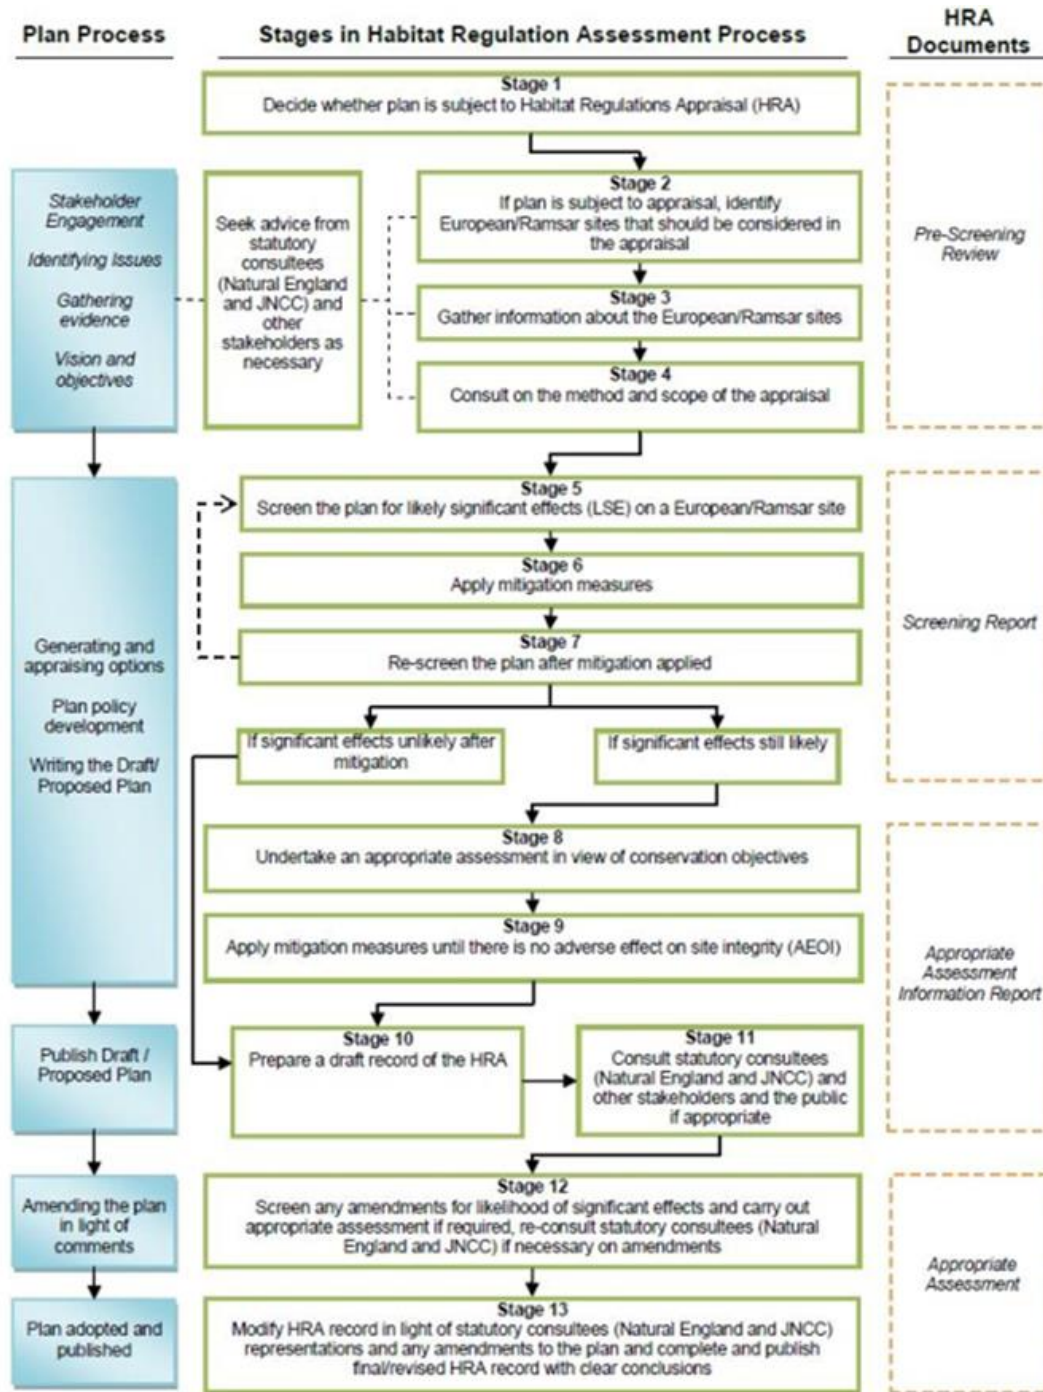 Plan Process
Stages in Habitat Regulation Assessment Process
HRA
Documents
Stage 1
Decide whether plan is subject to Habitat Regulations Appraisal (HRA)
Stakeholder
Engagement
Identifying Issues
Gathering
evidence
Vision and
objectives
Seek advice from
statutory
consultees
(Natural England
and JNCC) and
other
stakeholders as
necessary
Stage 2
If plan is subject to appraisal, identify
European/Ramsar sites that should be considered in
the appraisal
Stage 3
Gather information about the European/Ramsar sites
Stage 4
Consult on the method and scope of the appraisal
Pre-Screening
Review
Generating and
appraising options
Plan policy
development
Writing the Draft/
Proposed Plan
Stage 5
Screen the plan for likely significant effects (LSE) on a European/Ramsar site
Stage 6
Apply mitigation measures
Stage 7
Re-screen the plan after mitigation applied
If significant effects unlikely after
mitigation
If significant effects still likely
Screening Report
Stage 8
Undertake an appropriate assessment in view of conservation objectives
Stage 9
Apply mitigation measures until there is no adverse effect on site integrity (AEOI)
Appropriate
Assessment
Information Report
Publish Draft /
Proposed Plan
Stage 10
Prepare a draft record of the HRA
Stage 11
Consult statutory consultees
(Natural England and JNCC) and
other stakeholders and the public
if appropriate
Amending the plan
in light of
comments
Stage 12
Screen any amendments for likelihood of significant effects and carry out
appropriate assessment if required, re-consult statutory consultees (Natural
England and JNCC) if necessary on amendments
Appropriate
Assessment
Plan adopted and
published
Stage 13
Modify HRA record in light of statutory consultees (Natural England and JNCC)
representations and any amendments to the plan and complete and publish
final/revised HRA record with clear conclusions